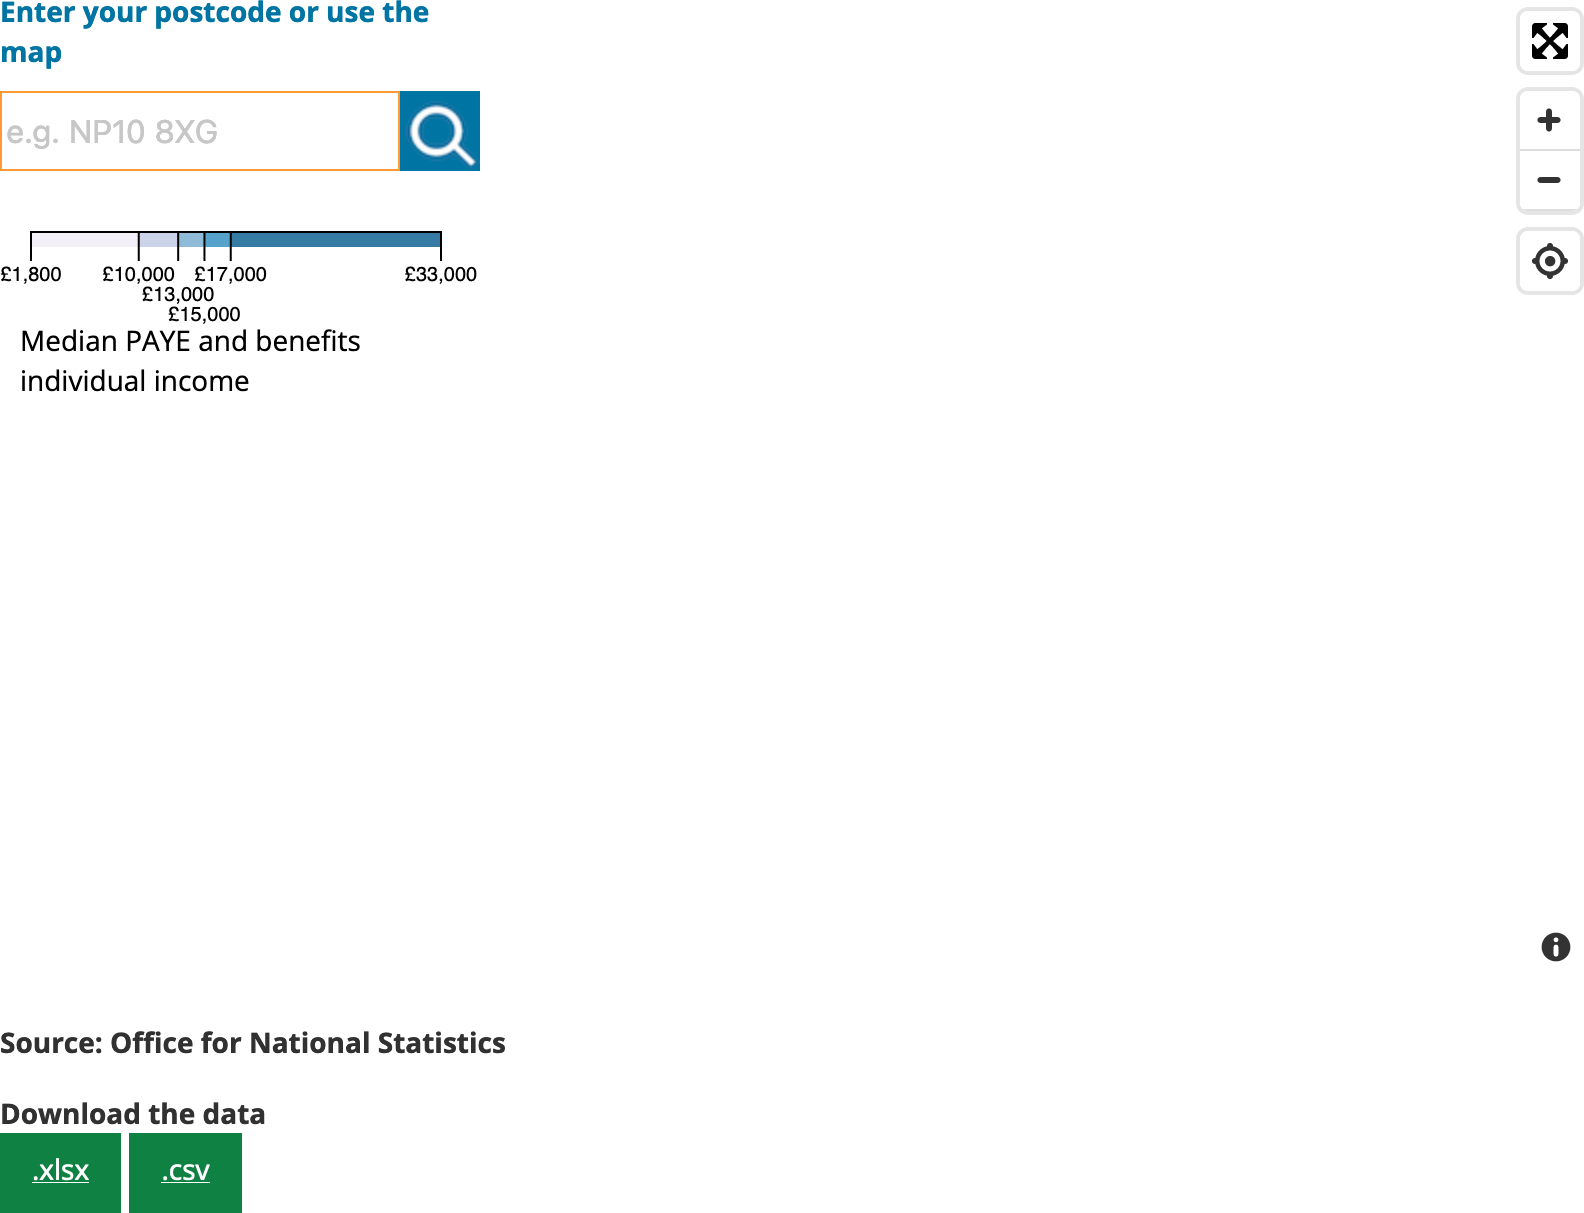 Enter your postcode or use the
map
e.g. NP10 8XG
£1,800 £10,000 £17,000 £33,000
£13,000
£15,000
Median PAYE and benefits
individual income
Source: Office for National Statistics
Download the data
.xlsx .csv